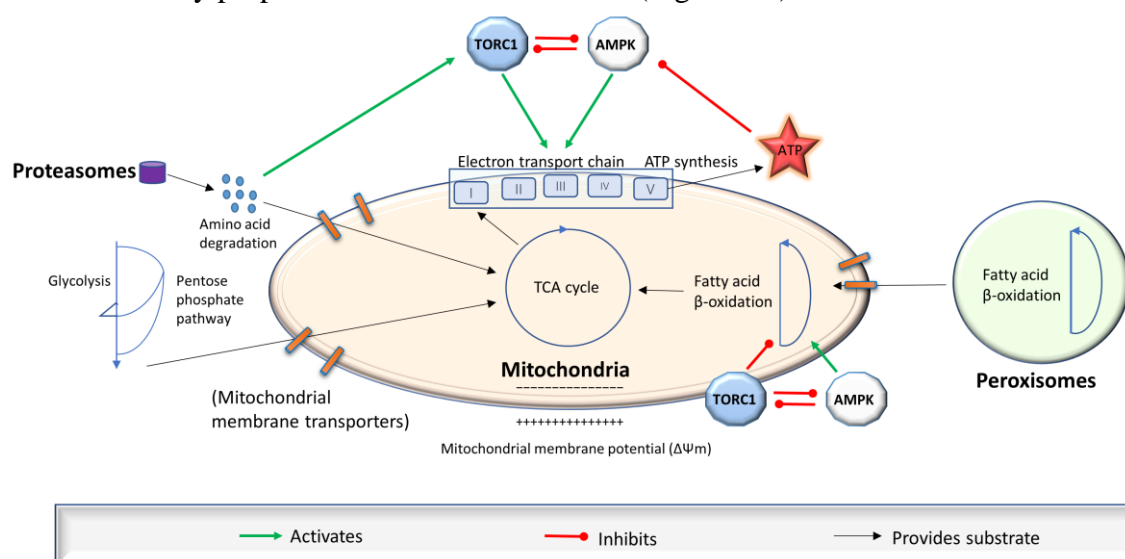 TORC1
AMPK
Proteasomes
Electron transport chain
ATP synthesis
ATP
I
II
III
IV
V
Amino acid
degradation
Glycolysis
Pentose
phosphate
pathway
TCA cycle
Fatty acid
β-oxidation
Fatty acid
β-oxidation
Mitochondria
---------------
Peroxisomes
TORC1
AMPK
(Mitochondrial
membrane transporters)
+++++++++++++++
Mitochondrial membrane potential (ΔΨm)
Activates
Inhibits
Provides substrate